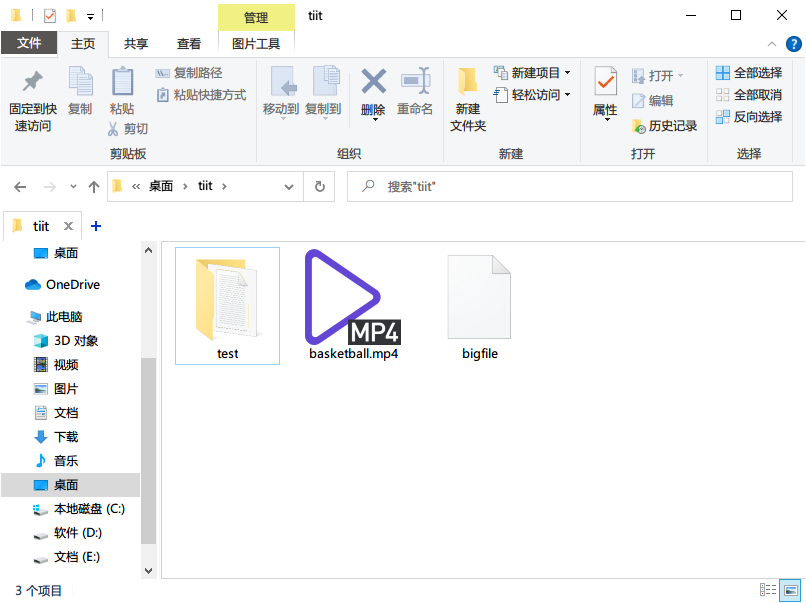 管理
tiit
文件
主页
共享
查看
图片工具
固定到快
速访问
复制
粘贴
复制路径
粘贴快捷方式
剪切
剪贴板
移动到
复制到
删除
重命名
组织
新建
文件夹
新建项目
轻松访问
新建
属性
打开
编辑
历史记录
打开
全部选择
全部取消
反向选择
选择
« 桌面 › tiit ›
搜索"tiit"
tiit
桌面
OneDrive
此电脑
3D 对象
视频
图片
文档
下载
音乐
桌面
本地磁盘 (C:)
软件 (D:)
文档 (E:)
test
MP4
basketball.mp4
bigfile
3 个项目